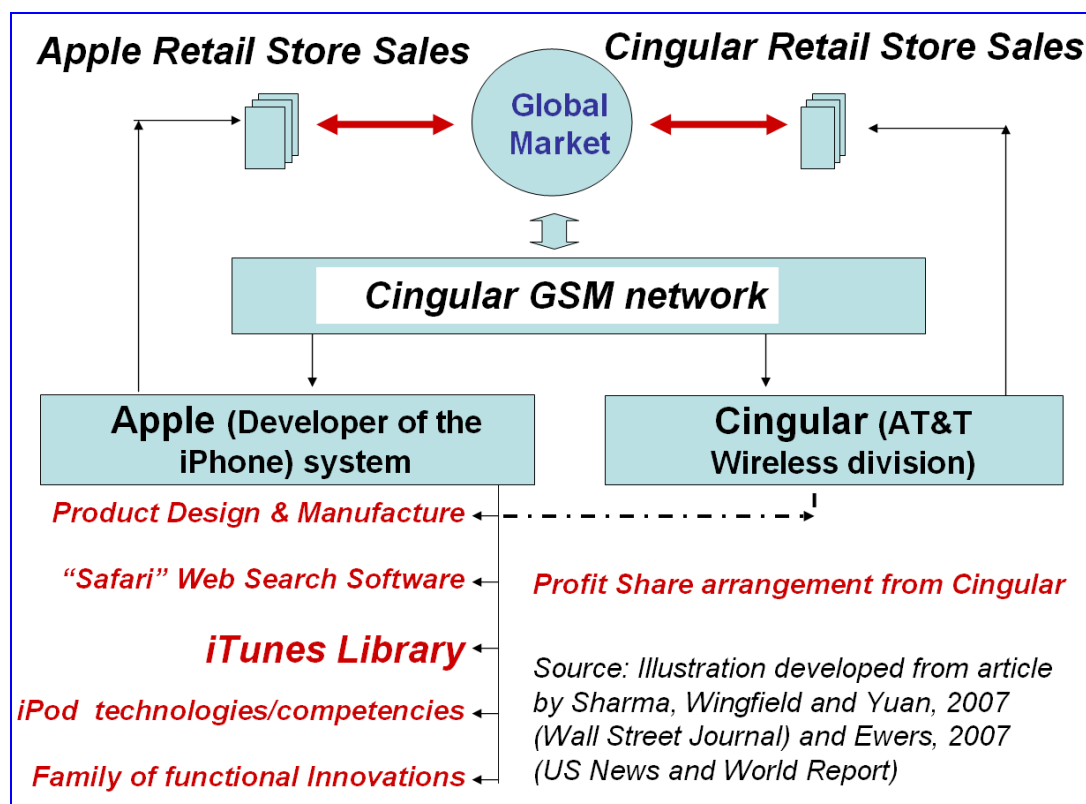 Apple Retail Store Sales
Cingular Retail Store Sales
Global
Market
Cingular GSM network
Apple (Developer of the
iPhone) system
Cingular (AT&T
Wireless division)
Product Design & Manufacture
“Safari” Web Search Software
iTunes Library
iPod technologies/competencies
Family of functional Innovations
Profit Share arrangement from Cingular
Source: Illustration developed from article
by Sharma, Wingfield and Yuan, 2007
(Wall Street Journal) and Ewers, 2007
(US News and World Report)